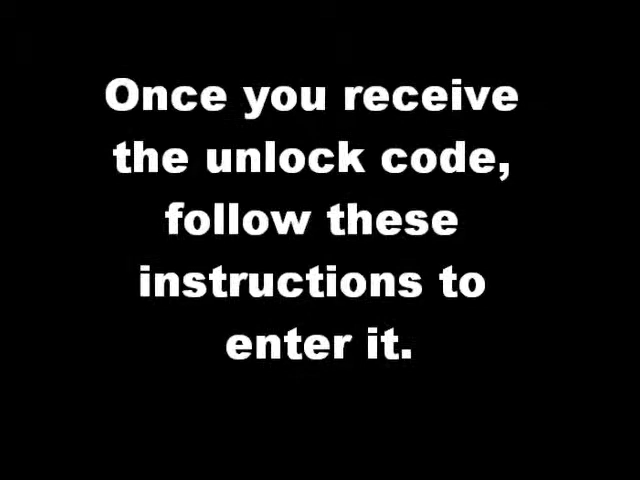 Once you receive
the unlock code,
follow these
instructions to
enter it.